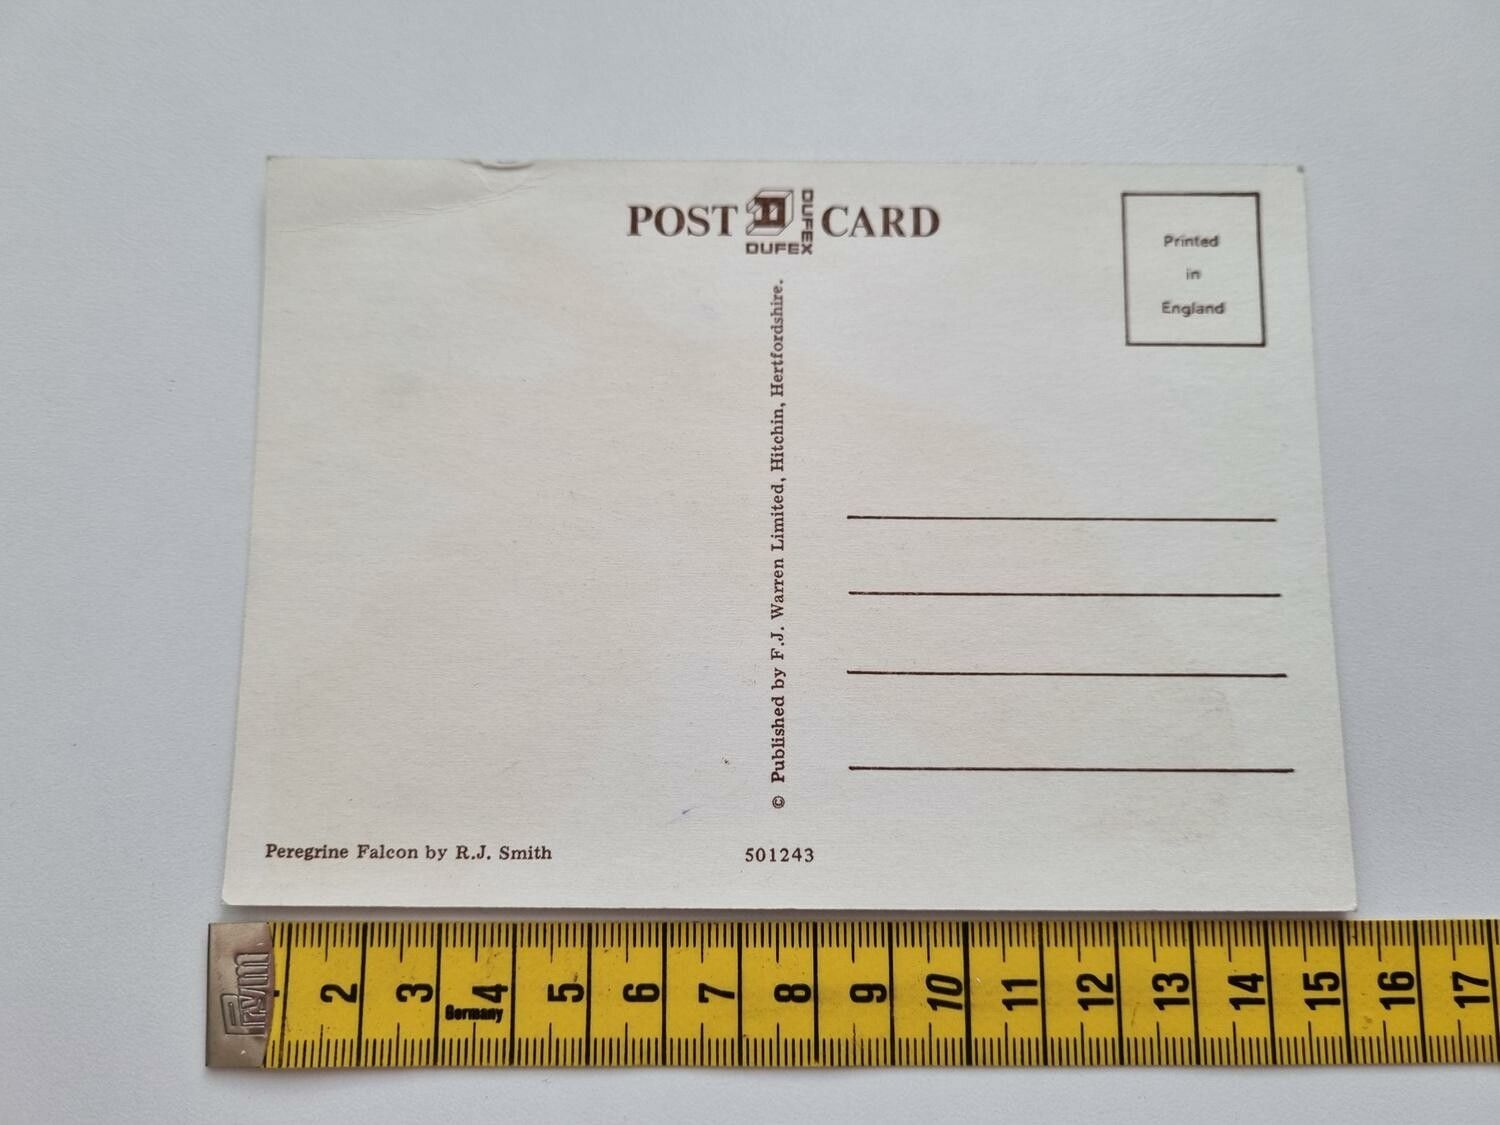 POST DUFEX DUFEX CARD
Printed
in
England
© Published by F.J. Warren Limited, Hitchin, Hertfordshire.
Peregrine Falcon by R.J. Smith
501243
Prym
2 3 4 5 6 7 8 9 10 11 12 13 14 15 16 17
Germany